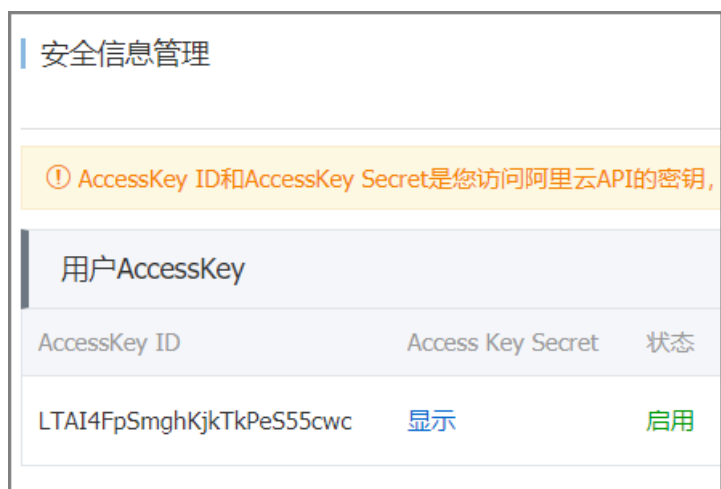 安全信息管理
AccessKey ID和AccessKey Secret是您访问阿里云API的密钥，
用户AccessKey
AccessKey ID Access Key Secret 状态
LTAI4FpSmghKjkTkPeS55cwc 显示 启用